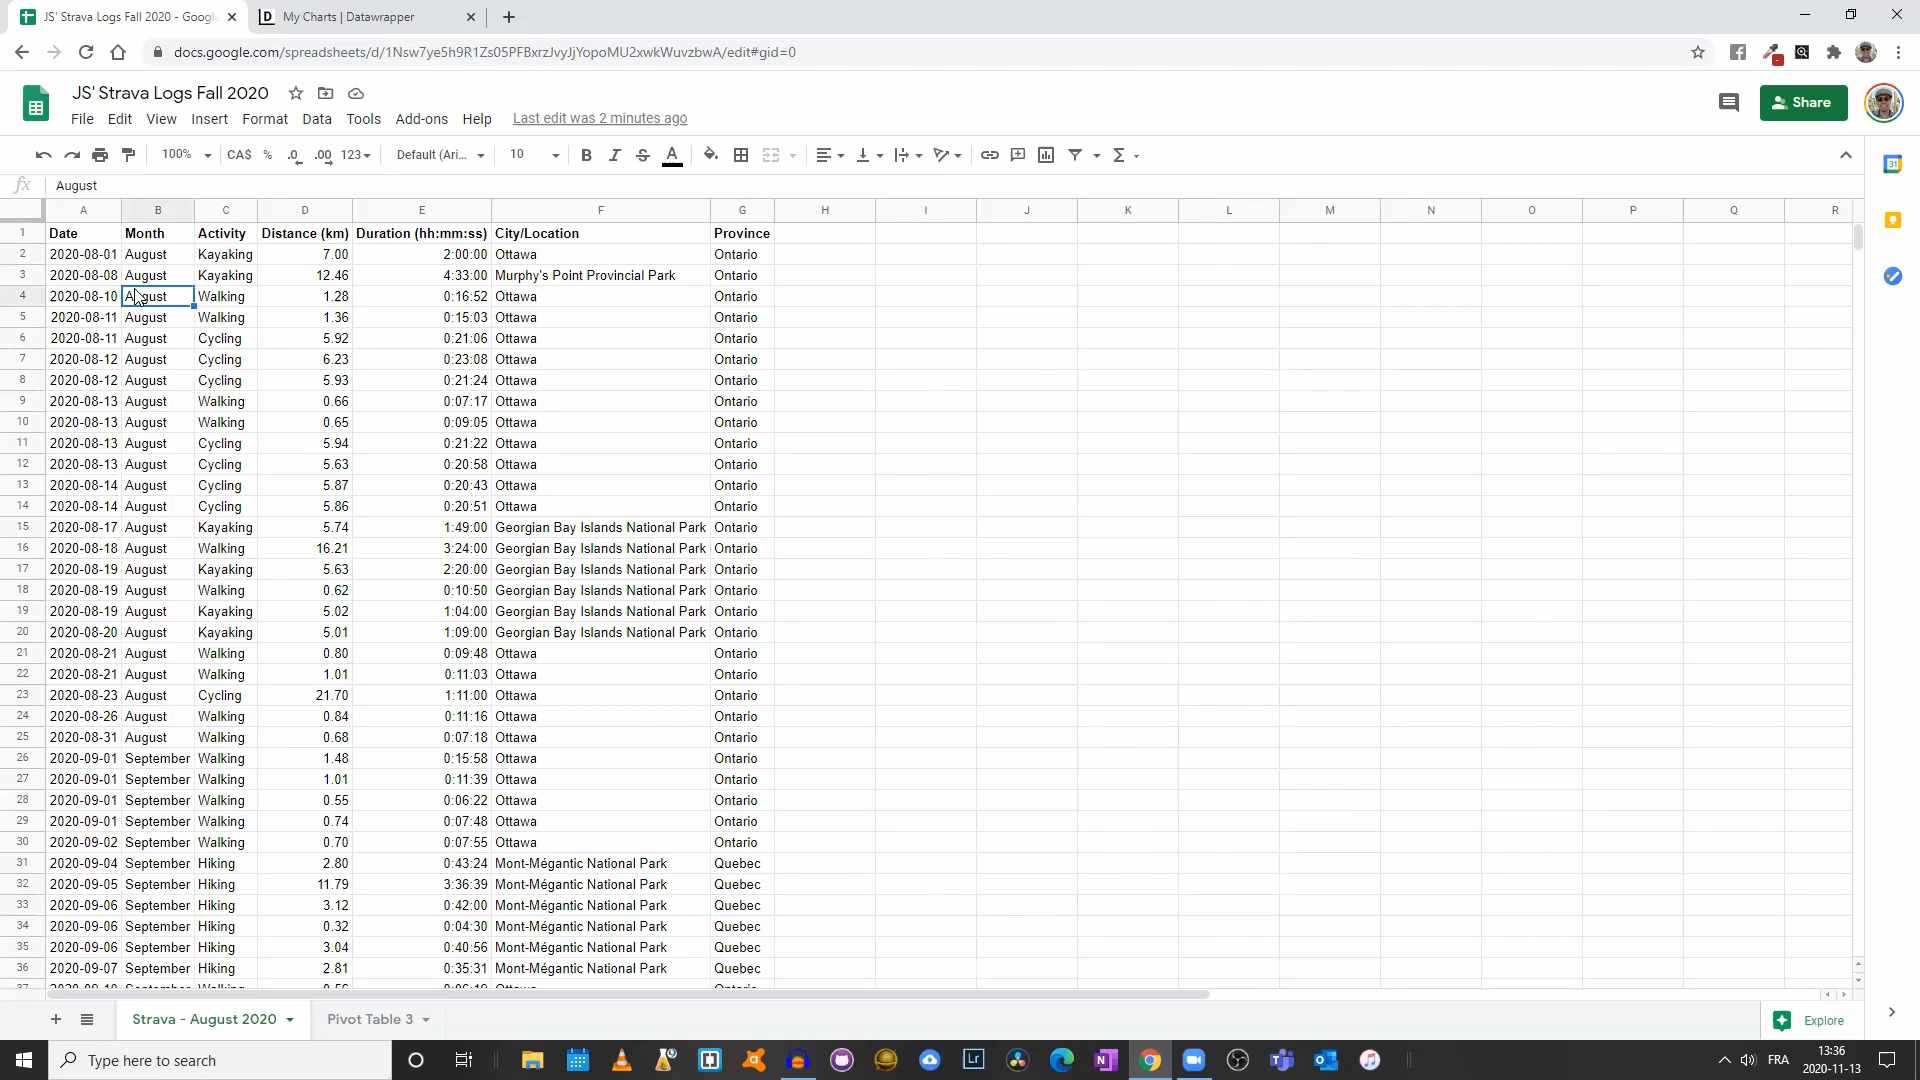 JS' Strava Logs Fall 2020 - Google
My Charts | Datawrapper
docs.google.com/spreadsheets/d/1Nsw7ye5h9R1Zs05PFBxrzJvyJjYopoMU2xwkWuvzbwA/edit#gid=0
JS' Strava Logs Fall 2020
Share
File Edit View Insert Format Data Tools Add-ons Help Last edit was 2 minutes ago
100% CA$ % .0 .00 123 Default (Ari... 10 B I S A Σ
fx August
A B C D E F G H I J K L M N O P Q R
1 Date Month Activity Distance (km) Duration (hh:mm:ss) City/Location Province
2 2020-08-01 August Kayaking 7.00 2:00:00 Ottawa Ontario
3 2020-08-08 August Kayaking 12.46 4:33:00 Murphy's Point Provincial Park Ontario
4 2020-08-10 August Walking 1.28 0:16:52 Ottawa Ontario
5 2020-08-11 August Walking 1.36 0:15:03 Ottawa Ontario
6 2020-08-11 August Cycling 5.92 0:21:06 Ottawa Ontario
7 2020-08-12 August Cycling 6.23 0:23:08 Ottawa Ontario
8 2020-08-12 August Cycling 5.93 0:21:24 Ottawa Ontario
9 2020-08-13 August Walking 0.66 0:07:17 Ottawa Ontario
10 2020-08-13 August Walking 0.65 0:09:05 Ottawa Ontario
11 2020-08-13 August Cycling 5.94 0:21:22 Ottawa Ontario
12 2020-08-13 August Cycling 5.63 0:20:58 Ottawa Ontario
13 2020-08-14 August Cycling 5.87 0:20:43 Ottawa Ontario
14 2020-08-14 August Cycling 5.86 0:20:51 Ottawa Ontario
15 2020-08-17 August Kayaking 5.74 1:49:00 Georgian Bay Islands National Park Ontario
16 2020-08-18 August Walking 16.21 3:24:00 Georgian Bay Islands National Park Ontario
17 2020-08-19 August Kayaking 5.63 2:20:00 Georgian Bay Islands National Park Ontario
18 2020-08-19 August Walking 0.62 0:10:50 Georgian Bay Islands National Park Ontario
19 2020-08-19 August Kayaking 5.02 1:04:00 Georgian Bay Islands National Park Ontario
20 2020-08-20 August Kayaking 5.01 1:09:00 Georgian Bay Islands National Park Ontario
21 2020-08-21 August Walking 0.80 0:09:48 Ottawa Ontario
22 2020-08-21 August Walking 1.01 0:11:03 Ottawa Ontario
23 2020-08-23 August Cycling 21.70 1:11:00 Ottawa Ontario
24 2020-08-26 August Walking 0.84 0:11:16 Ottawa Ontario
25 2020-08-31 August Walking 0.68 0:07:18 Ottawa Ontario
26 2020-09-01 September Walking 1.48 0:15:58 Ottawa Ontario
27 2020-09-01 September Walking 1.01 0:11:39 Ottawa Ontario
28 2020-09-01 September Walking 0.55 0:06:22 Ottawa Ontario
29 2020-09-01 September Walking 0.74 0:07:48 Ottawa Ontario
30 2020-09-02 September Walking 0.70 0:07:55 Ottawa Ontario
31 2020-09-04 September Hiking 2.80 0:43:24 Mont-Mégantic National Park Quebec
32 2020-09-05 September Hiking 11.79 3:36:39 Mont-Mégantic National Park Quebec
33 2020-09-06 September Hiking 3.12 0:42:00 Mont-Mégantic National Park Quebec
34 2020-09-06 September Hiking 0.32 0:04:30 Mont-Mégantic National Park Quebec
35 2020-09-06 September Hiking 3.04 0:40:56 Mont-Mégantic National Park Quebec
36 2020-09-07 September Hiking 2.81 0:35:31 Mont-Mégantic National Park Quebec
37 2020-09-10 September Walking 0.56 0:06:19 Ottawa Ontario
Strava - August 2020 Pivot Table 3 Explore
Type here to search
FRA
13:36
2020-11-13